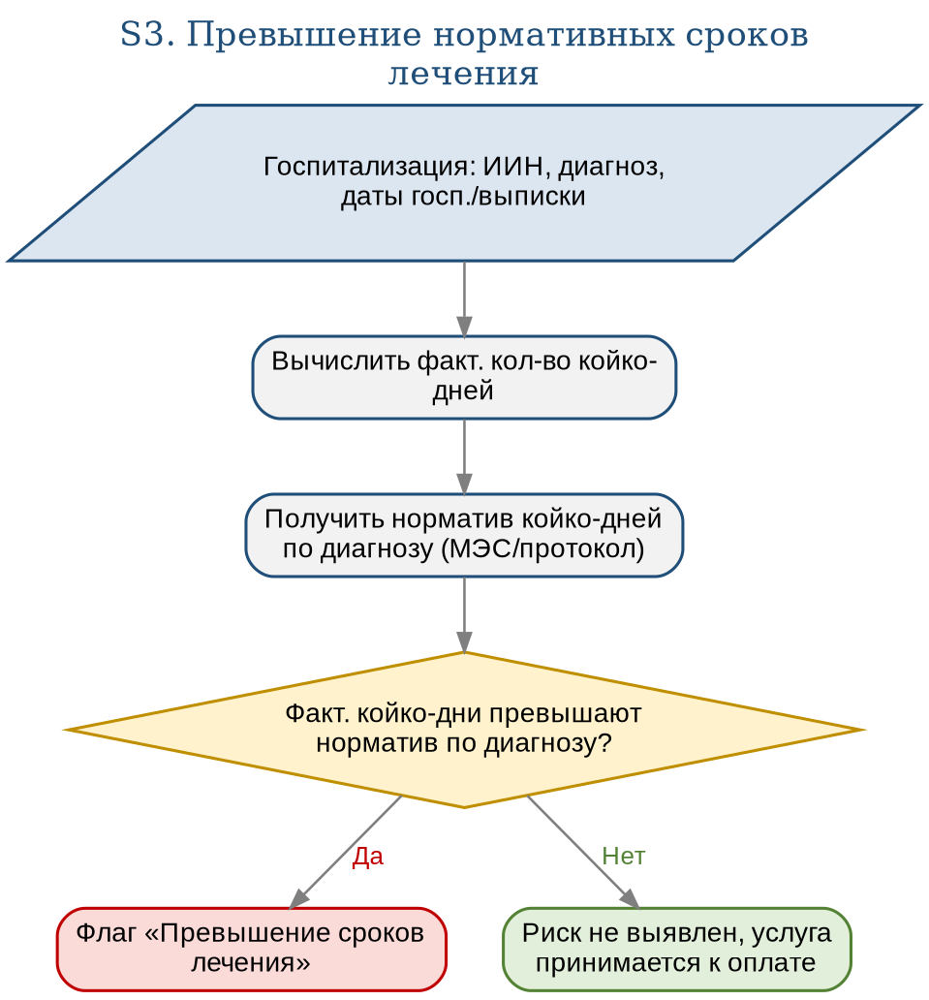 S3. Превышение нормативных сроков
лечения
Госпитализация: ИИН, диагноз,
даты госп./выписки
Вычислить факт. кол-во койко-
дней
Получить норматив койко-дней
по диагнозу (МЭС/протокол)
Факт. койко-дни превышают
норматив по диагнозу?
Да
Нет
Флаг «Превышение сроков
лечения»
Риск не выявлен, услуга
принимается к оплате